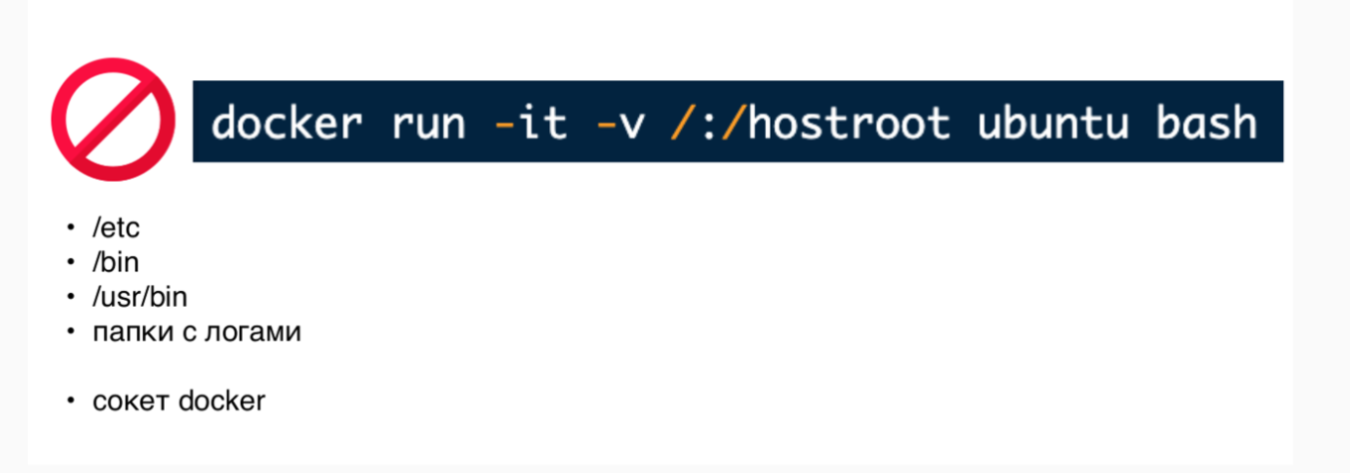 docker run -it -v /:/hostroot ubuntu bash
• /etc
• /bin
• /usr/bin
• папки с логами
• сокет docker